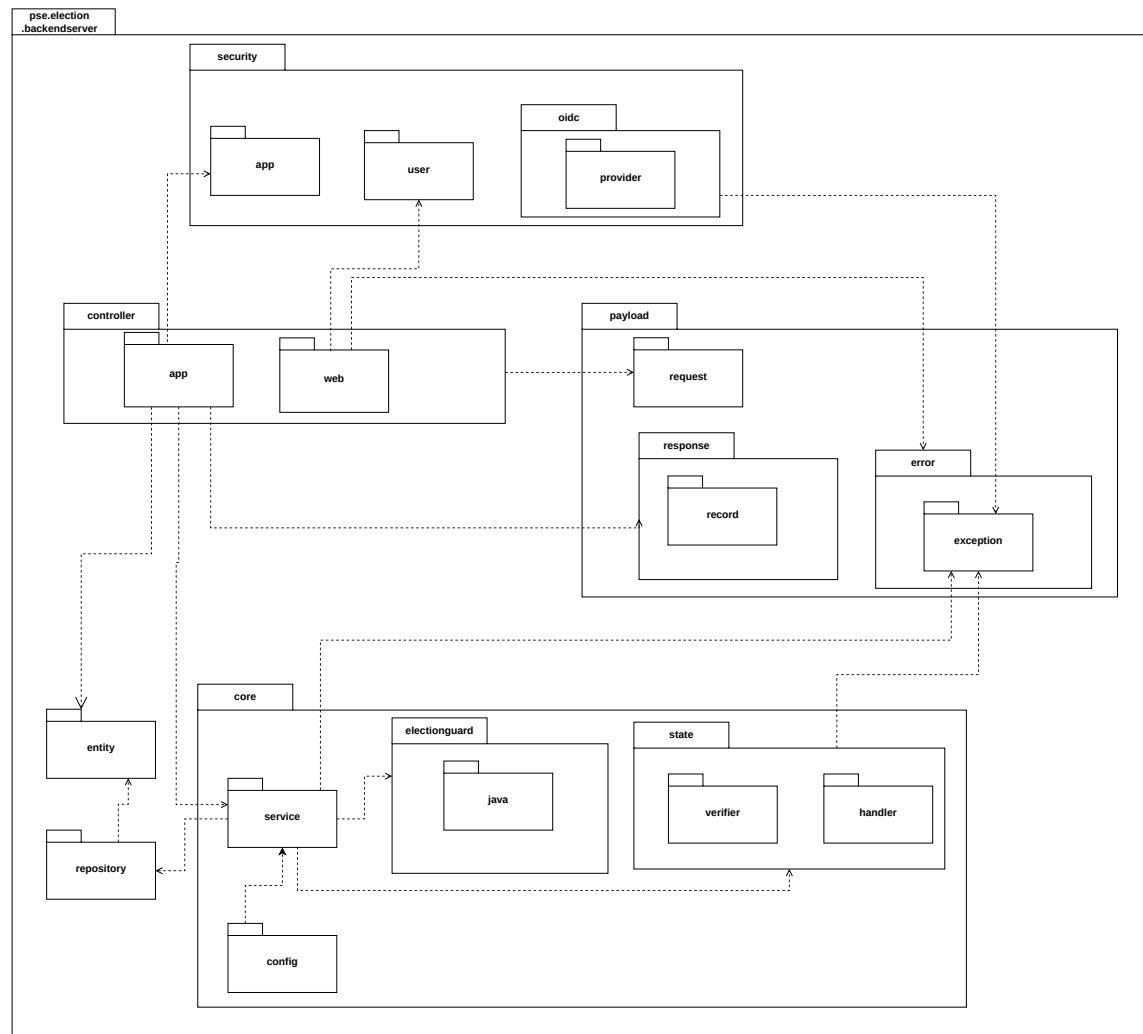 pse.election
.backendserver
security
oidc
app
user
provider
controller
payload
app
web
request
response
error
record
exception
core
entity
electionguard
state
java
service
verifier
handler
repository
config